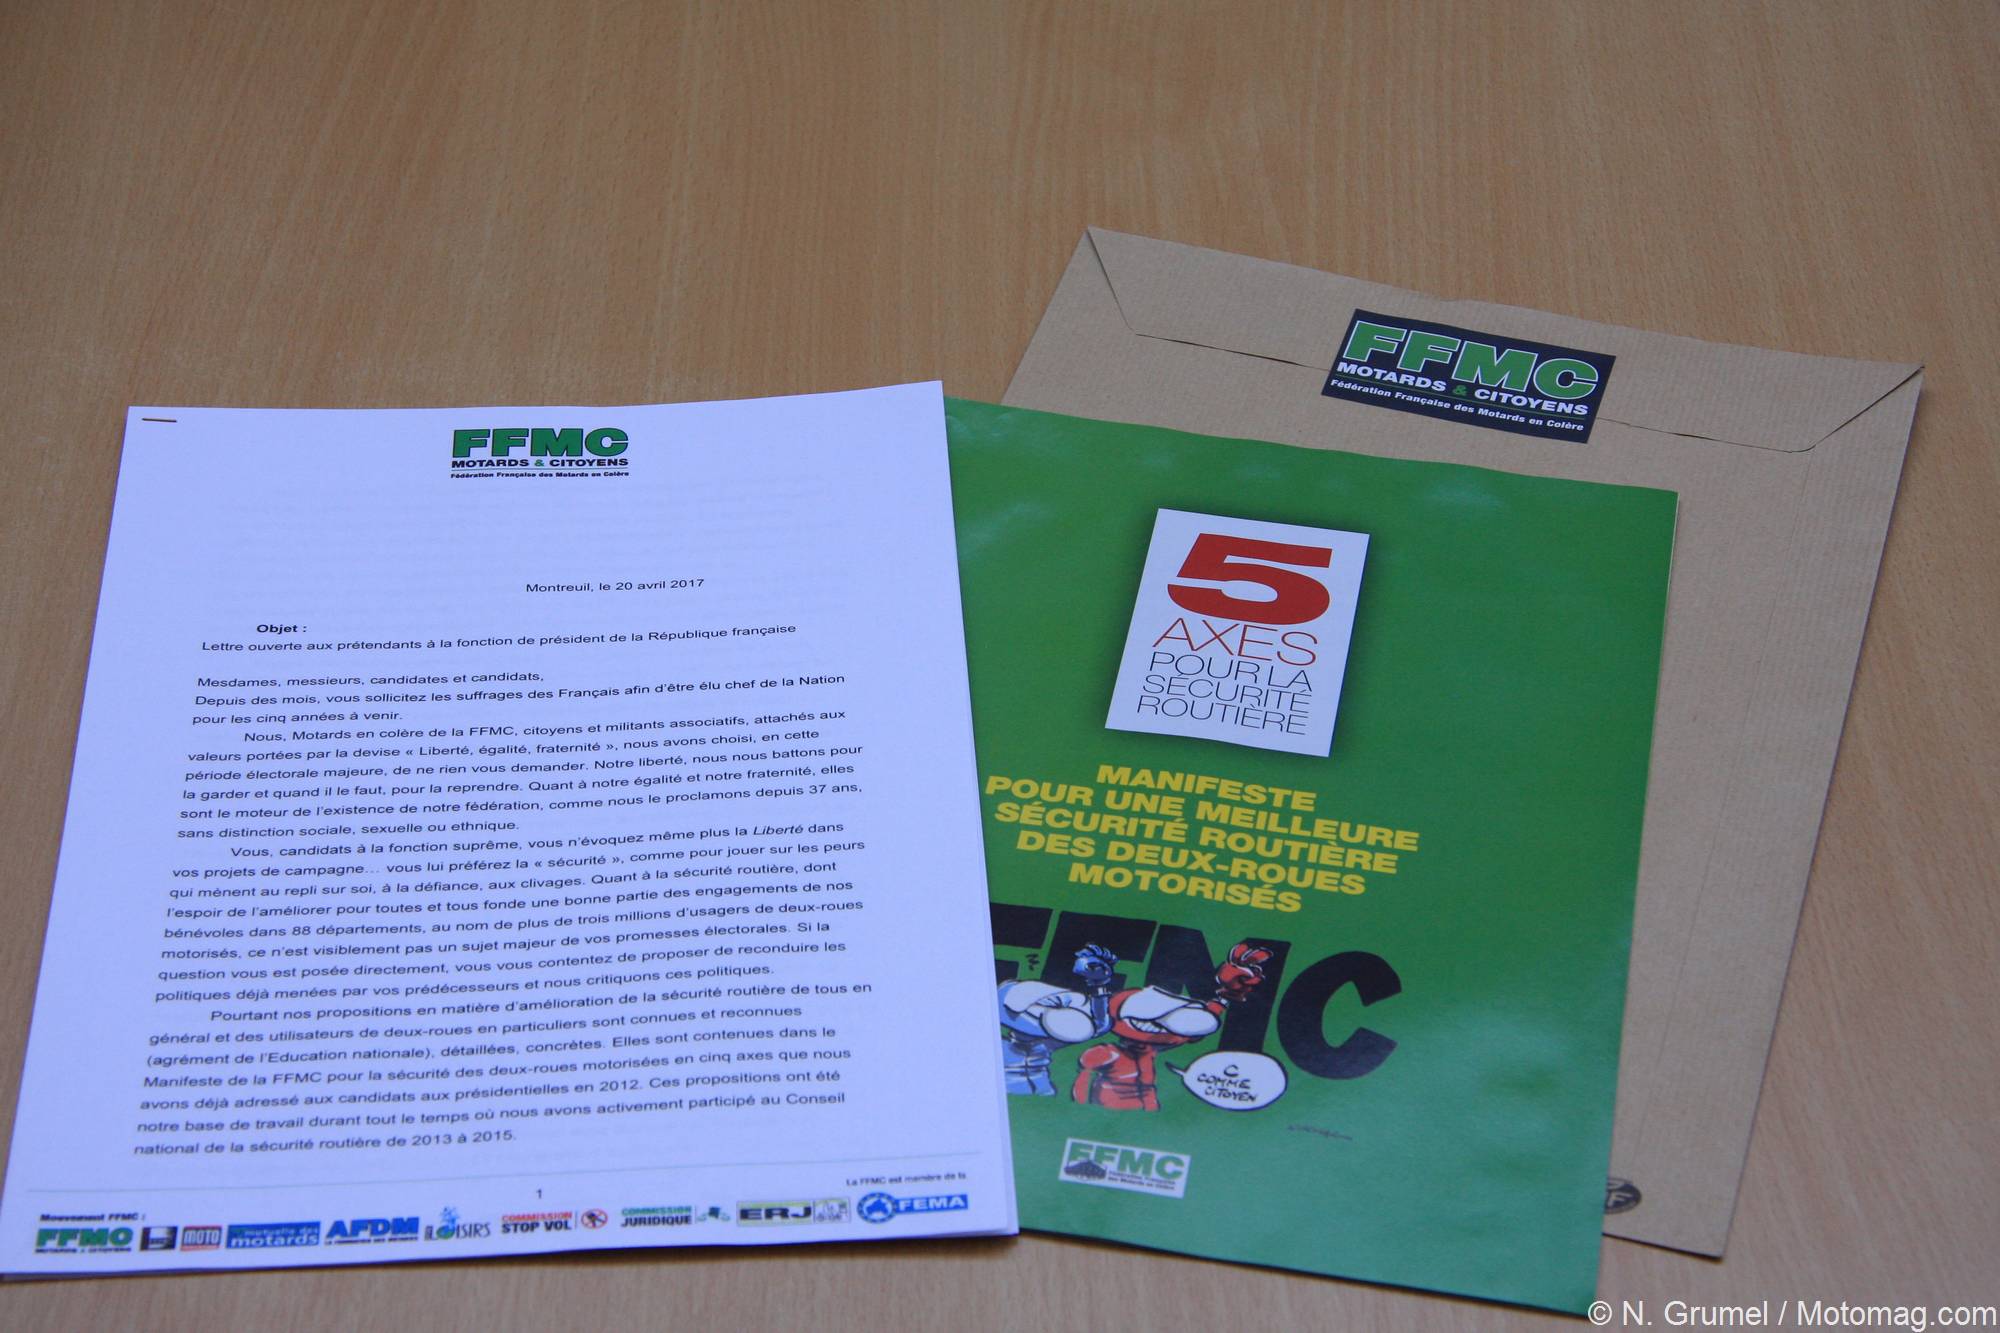 FFMC
MOTARDS & CITOYENS
Fédération Française des Motards en Colère
Montreuil, le 20 avril 2017
Objet :
Lettre ouverte aux prétendants à la fonction de président de la République française
Mesdames, messieurs, candidates et candidats,
Depuis des mois, vous sollicitez les suffrages des Français afin d'être élu chef de la Nation
pour les cinq années à venir.
Nous, Motards en colère de la FFMC, citoyens et militants associatifs, attachés aux
valeurs portées par la devise « Liberté, égalité, fraternité », nous avons choisi, en cette
période électorale majeure, de ne rien vous demander. Notre liberté, nous nous battons pour
la garder et quand il le faut, pour la reprendre. Quant à notre égalité et notre fraternité, elles
sont le moteur de l'existence de notre fédération, comme nous le proclamons depuis 37 ans,
sans distinction sociale, sexuelle ou ethnique.
Vous, candidats à la fonction suprême, vous n'évoquez même plus la Liberté dans
vos projets de campagne… vous lui préférez la « sécurité », comme pour jouer sur les peurs
qui mènent au repli sur soi, à la défiance, aux clivages. Quant à la sécurité routière, dont
l'espoir de l'améliorer pour toutes et tous fonde une bonne partie des engagements de nos
bénévoles dans 88 départements, au nom de plus de trois millions d'usagers de deux-roues
motorisés, ce n'est visiblement pas un sujet majeur de vos promesses électorales. Si la
question vous est posée directement, vous vous contentez de proposer de reconduire les
politiques déjà menées par vos prédécesseurs et nous critiquons ces politiques.
Pourtant nos propositions en matière d'amélioration de la sécurité routière de tous en
général et des utilisateurs de deux-roues en particuliers sont connues et reconnues
(agrément de l'Education nationale), détaillées, concrètes. Elles sont contenues dans le
Manifeste de la FFMC pour la sécurité des deux-roues motorisées en cinq axes que nous
avons déjà adressé aux candidats aux présidentielles en 2012. Ces propositions ont été
notre base de travail durant tout le temps où nous avons activement participé au Conseil
national de la sécurité routière de 2013 à 2015.
1
Mouvement FFMC :
La FFMC est membre de la
FFMC
MOTARDS & CITOYENS
MOTO
mutuelle des
motards
AFDM
LOISIRS
COMMISSION
STOP VOL
COMMISSION
JURIDIQUE
ERJ
FEMA
FFMC
MOTARDS & CITOYENS
Fédération Française des Motards en Colère
5
AXES
POUR LA
SÉCURITÉ
ROUTIÈRE
MANIFESTE
POUR UNE MEILLEURE
SÉCURITÉ ROUTIÈRE
DES DEUX-ROUES
MOTORISÉS
FFMC
C
COMME
CITOYEN
FFMC
Fédération Française
des Motards en Colère
© N. Grumel / Motomag.com